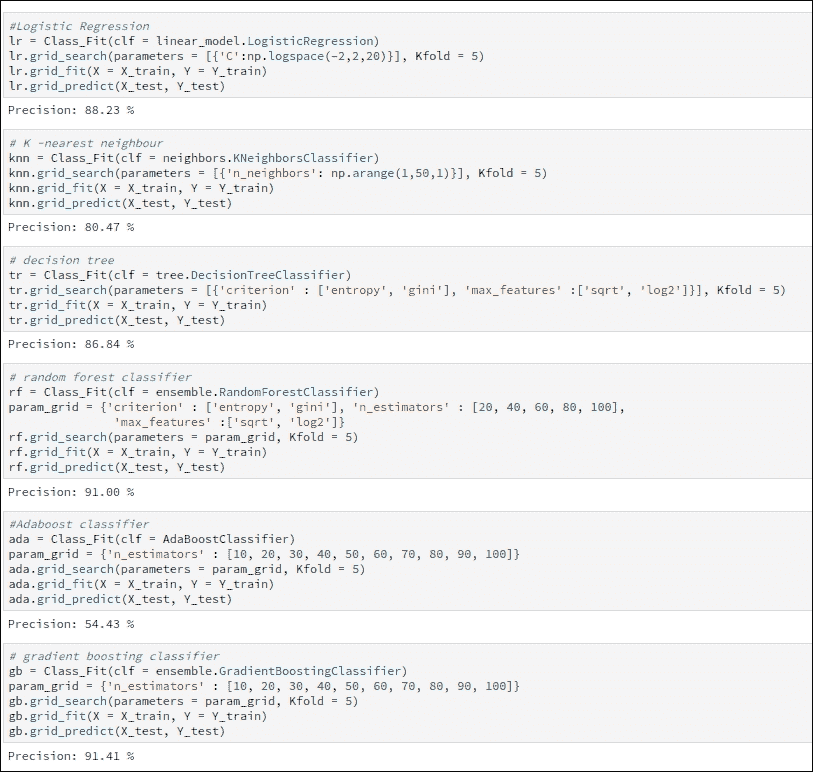 #Logistic Regression
lr = Class_Fit(clf = linear_model.LogisticRegression)
lr.grid_search(parameters = [{'C':np.logspace(-2,2,20)}], Kfold = 5)
lr.grid_fit(X = X_train, Y = Y_train)
lr.grid_predict(X_test, Y_test)
Precision: 88.23 %
# K -nearest neighbour
knn = Class_Fit(clf = neighbors.KNeighborsClassifier)
knn.grid_search(parameters = [{'n_neighbors': np.arange(1,50,1)}], Kfold = 5)
knn.grid_fit(X = X_train, Y = Y_train)
knn.grid_predict(X_test, Y_test)
Precision: 80.47 %
# decision tree
tr = Class_Fit(clf = tree.DecisionTreeClassifier)
tr.grid_search(parameters = [{'criterion' : ['entropy', 'gini'], 'max_features' :['sqrt', 'log2']}], Kfold = 5)
tr.grid_fit(X = X_train, Y = Y_train)
tr.grid_predict(X_test, Y_test)
Precision: 86.84 %
# random forest classifier
rf = Class_Fit(clf = ensemble.RandomForestClassifier)
param_grid = {'criterion' : ['entropy', 'gini'], 'n_estimators' : [20, 40, 60, 80, 100],
'max_features' :['sqrt', 'log2']}
rf.grid_search(parameters = param_grid, Kfold = 5)
rf.grid_fit(X = X_train, Y = Y_train)
rf.grid_predict(X_test, Y_test)
Precision: 91.00 %
#Adaboost classifier
ada = Class_Fit(clf = AdaBoostClassifier)
param_grid = {'n_estimators' : [10, 20, 30, 40, 50, 60, 70, 80, 90, 100]}
ada.grid_search(parameters = param_grid, Kfold = 5)
ada.grid_fit(X = X_train, Y = Y_train)
ada.grid_predict(X_test, Y_test)
Precision: 54.43 %
# gradient boosting classifier
gb = Class_Fit(clf = ensemble.GradientBoostingClassifier)
param_grid = {'n_estimators' : [10, 20, 30, 40, 50, 60, 70, 80, 90, 100]}
gb.grid_search(parameters = param_grid, Kfold = 5)
gb.grid_fit(X = X_train, Y = Y_train)
gb.grid_predict(X_test, Y_test)
Precision: 91.41 %